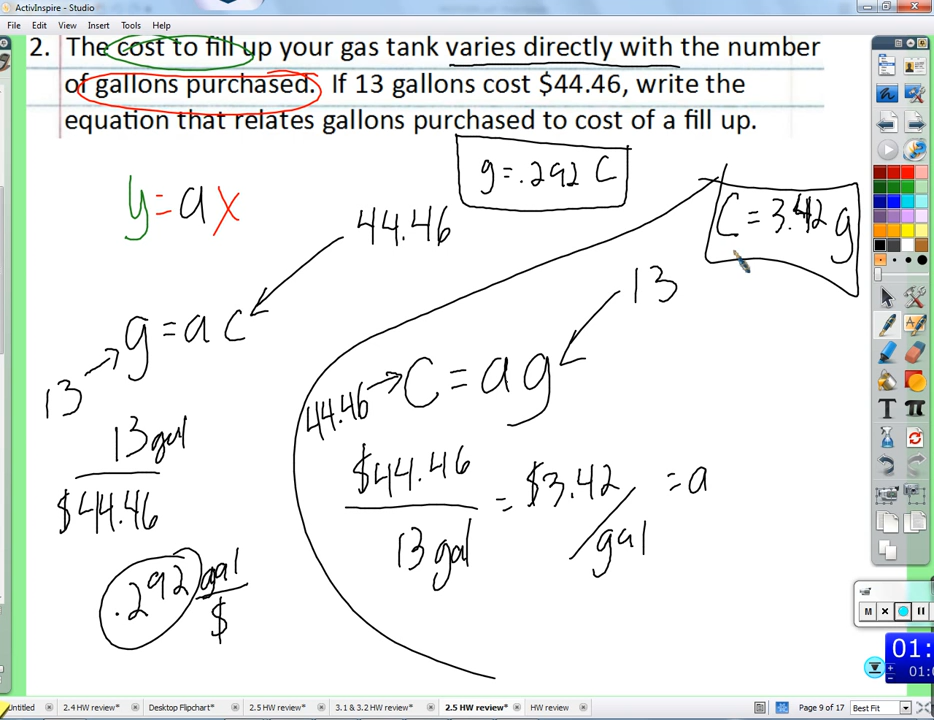 ActivInspire - Studio
File Edit View Insert Tools Help
2. The cost to fill up your gas tank varies directly with the number
of gallons purchased. If 13 gallons cost $44.46, write the
equation that relates gallons purchased to cost of a fill up.
g = .292 C
y = a x
C = 3.42 g
44.46
13
g = a c
13
44.46
C = a g
13 gal
$44.46
$44.46
13 gal
= $3.42 / gal = a
.292 gal
$
M
01:
01:
ntitled 2.4 HW review* Desktop Flipchart* 2.5 HW review* 3.1 & 3.2 HW review* 2.5 HW review* HW review Page 9 of 17 Best Fit